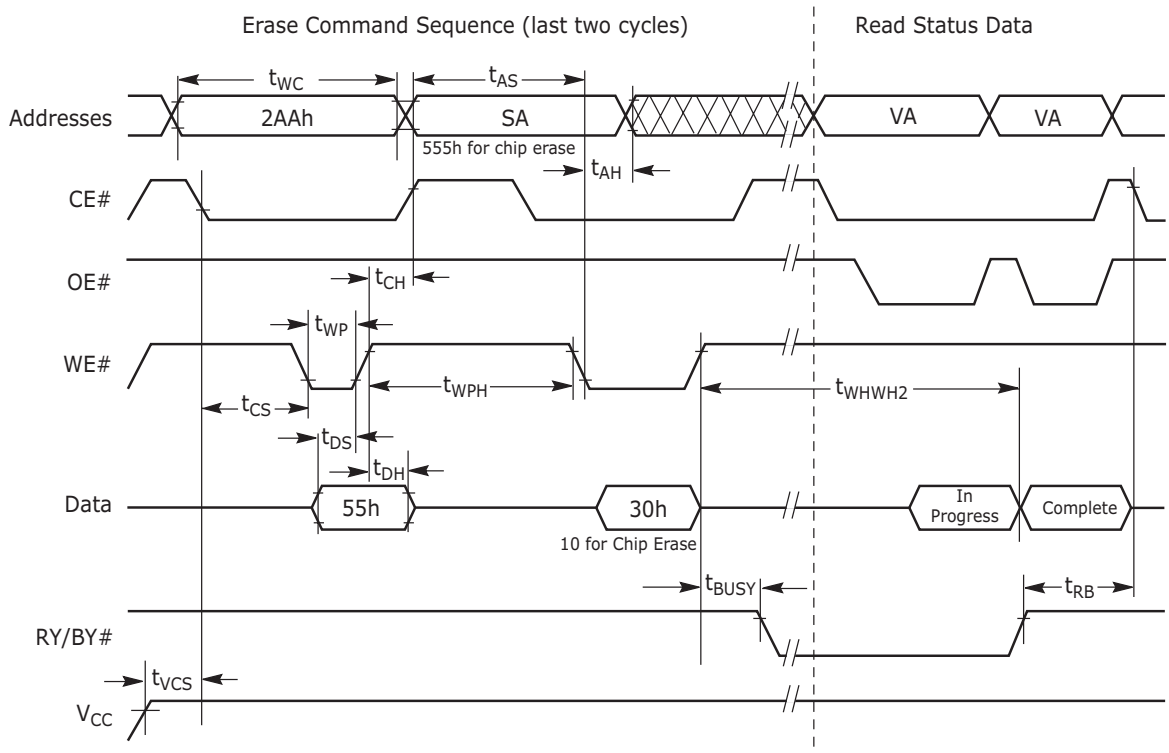 Erase Command Sequence (last two cycles)
Read Status Data
tWC
tAS
Addresses
2AAh
SA
VA
VA
555h for chip erase
tAH
CE#
OE#
tCH
tWP
WE#
tWPH
tWHWH2
tCS
tDS
tDH
Data
55h
30h
In
Progress
Complete
10 for Chip Erase
tBUSY
tRB
RY/BY#
tVCS
VCC